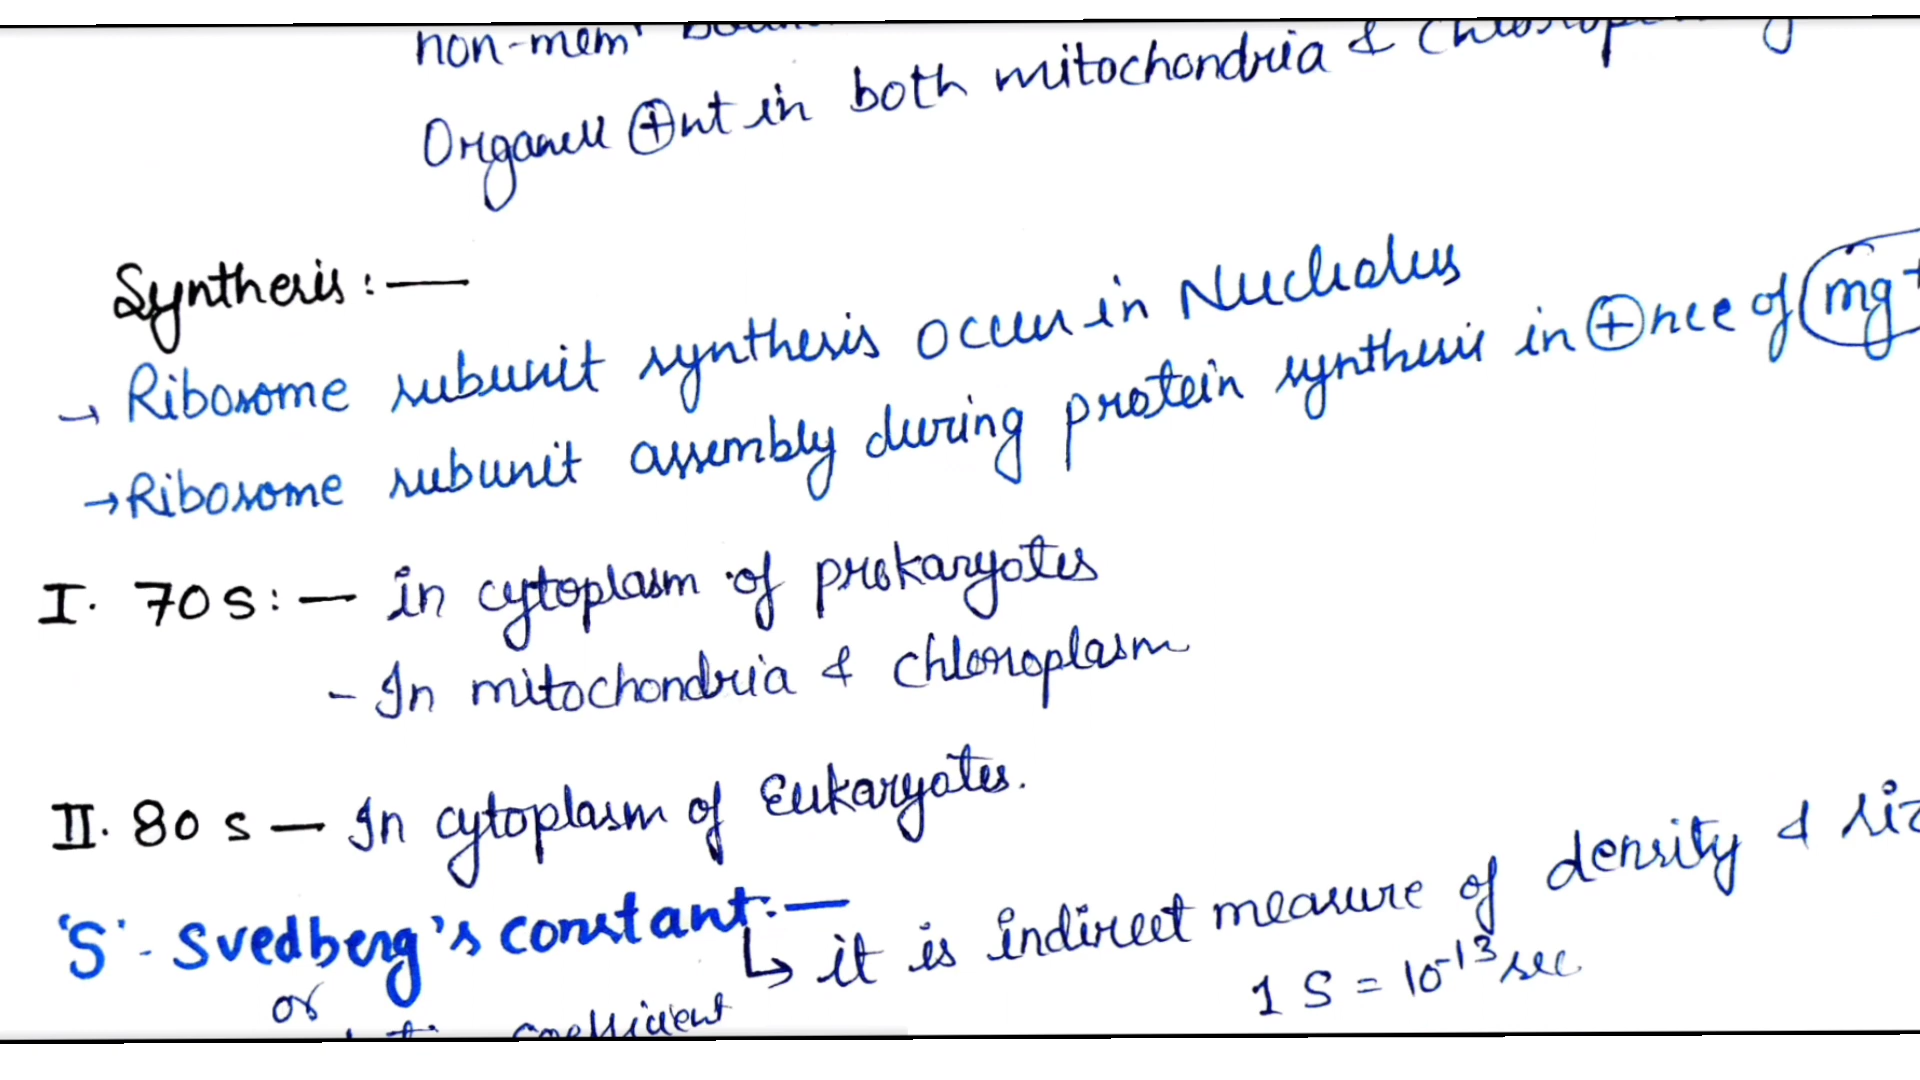 non-mem
Organell ⊕nt in both mitochondria &
Synthesis :—
→ Ribosome subunit synthesis occur in Nucleolus
→ Ribosome subunit assembly during protein synthesis in ⊕nce of mg+
I. 70 S :— in cytoplasm of prokaryotes
- In mitochondria & chloroplasm
II. 80 s — In cytoplasm of Eukaryotes.
'S' - Svedberg's constant :—
↳ it is indirect measure of density & siz
or
1 S = 10-13 sec
coefficient